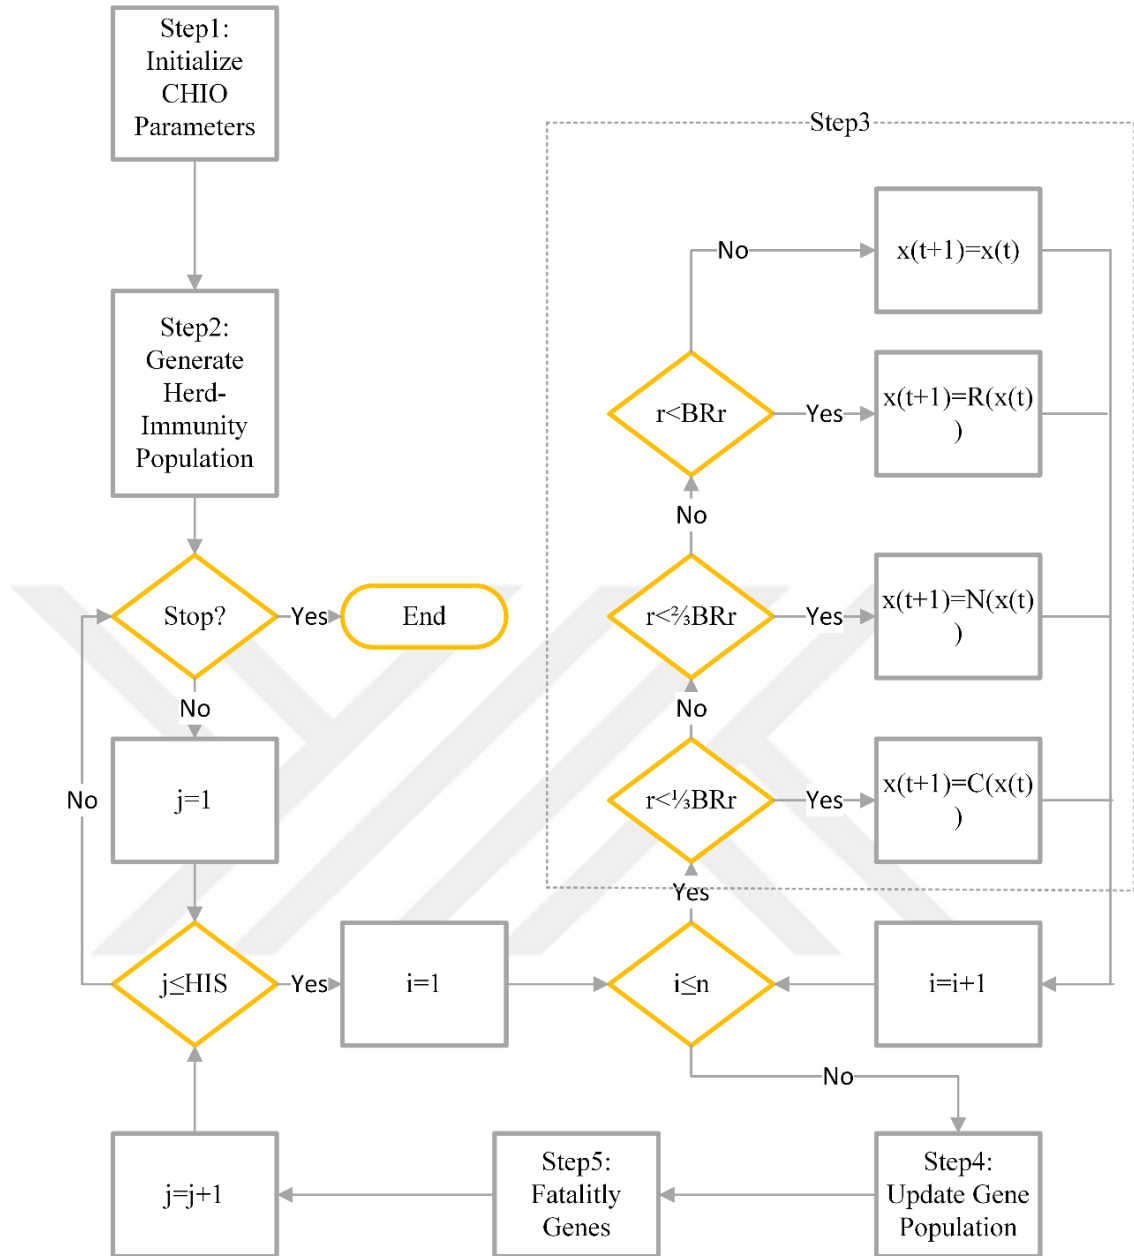 Step1:
Initialize
CHIO
Parameters
Step3
No
x(t+1)=x(t)
Step2:
Generate
Herd-
Immunity
Population
r<BRr
Yes
x(t+1)=R(x(t)
)
No
Stop?
Yes
End
r<⅔BRr
Yes
x(t+1)=N(x(t)
)
No
No
No
j=1
r<⅓BRr
Yes
x(t+1)=C(x(t)
)
Yes
j≤HIS
Yes
i=1
i≤n
i=i+1
No
j=j+1
Step5:
Fatalitly
Genes
Step4:
Update Gene
Population